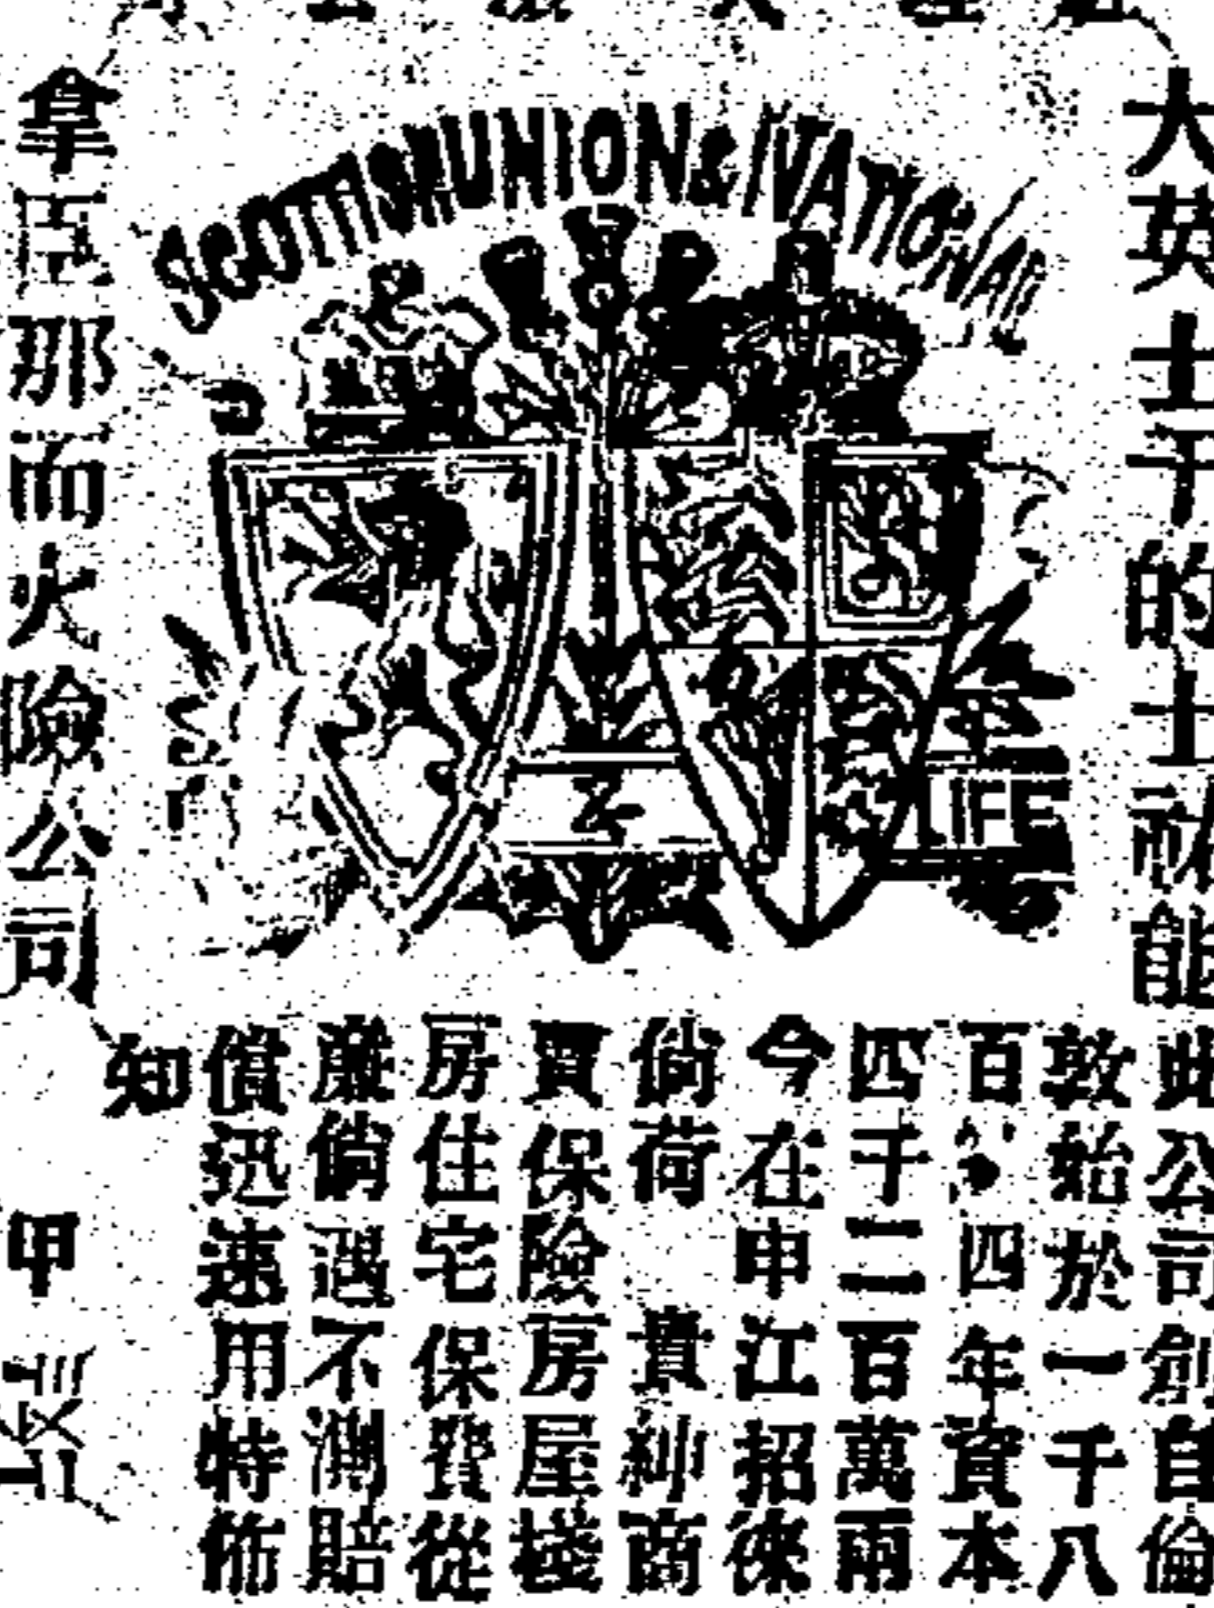 SCOTTISH UNION & NATIONAL
LIFE
大英士干的士祔能
拿臣那而火險公司
此公司創自倫
敦始於一千八
百四年資本
四千二百萬兩
今在申江招徠
倘荷 貴紳商
買保險房屋棧
房住宅保費從
廉倘遇不測賠
償迅速用特佈
知